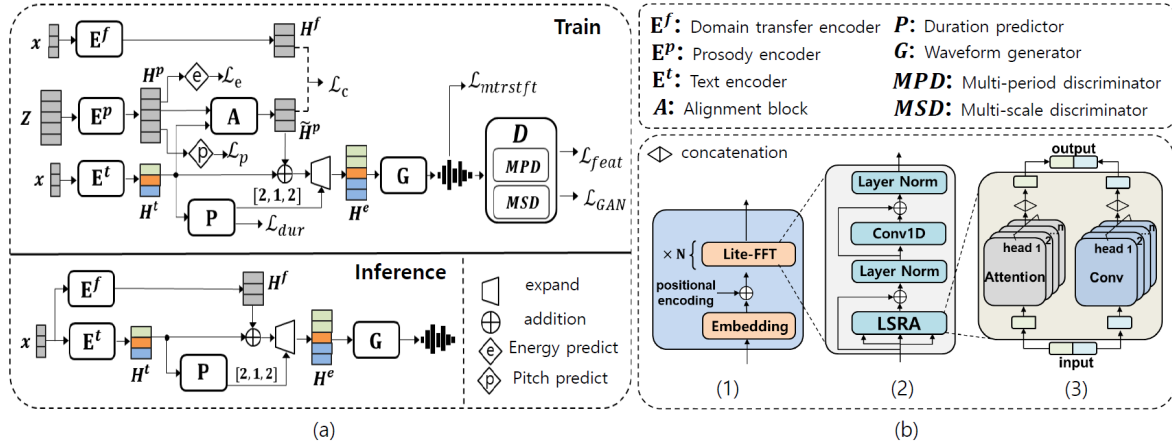 Train
x
E^f
H^f
H^p
e
ℒ_e
ℒ_c
Z
E^p
A
H̃^p
p
ℒ_p
x
E^t
H^t
[2,1,2]
P
ℒ_dur
H^e
G
ℒ_mtrstft
D
MPD
MSD
ℒ_feat
ℒ_GAN
Inference
E^f
H^f
x
E^t
H^t
P
[2,1,2]
H^e
G
expand
addition
e Energy predict
p Pitch predict
(a)
E^f: Domain transfer encoder
E^p: Prosody encoder
E^t: Text encoder
A: Alignment block
P: Duration predictor
G: Waveform generator
MPD: Multi-period discriminator
MSD: Multi-scale discriminator
concatenation
× N {
Lite-FFT
positional
encoding
Embedding
(1)
Layer Norm
Conv1D
Layer Norm
LSRA
(2)
output
head 1 2 ... n
Attention
head 1 2 ... n
Conv
input
(3)
(b)